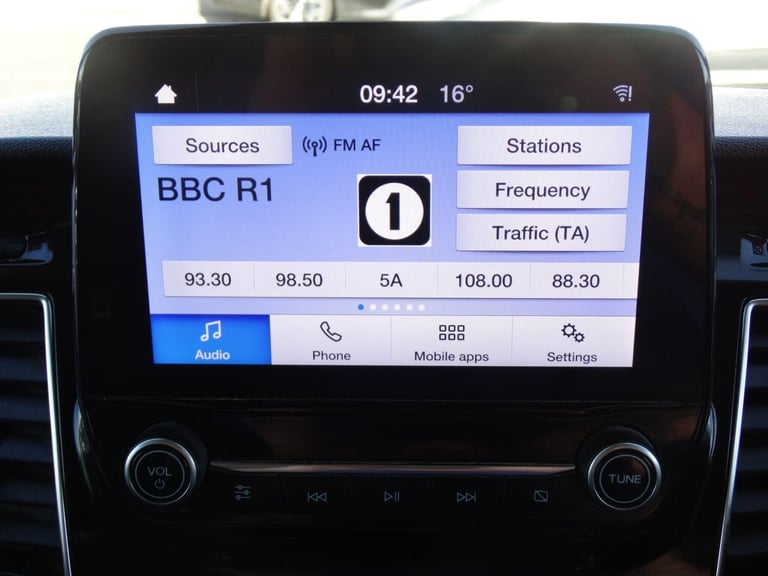 09:42 16°
Sources FM AF Stations
BBC R1 1 Frequency
Traffic (TA)
93.30 98.50 5A 108.00 88.30
Audio Phone Mobile apps Settings
VOL TUNE